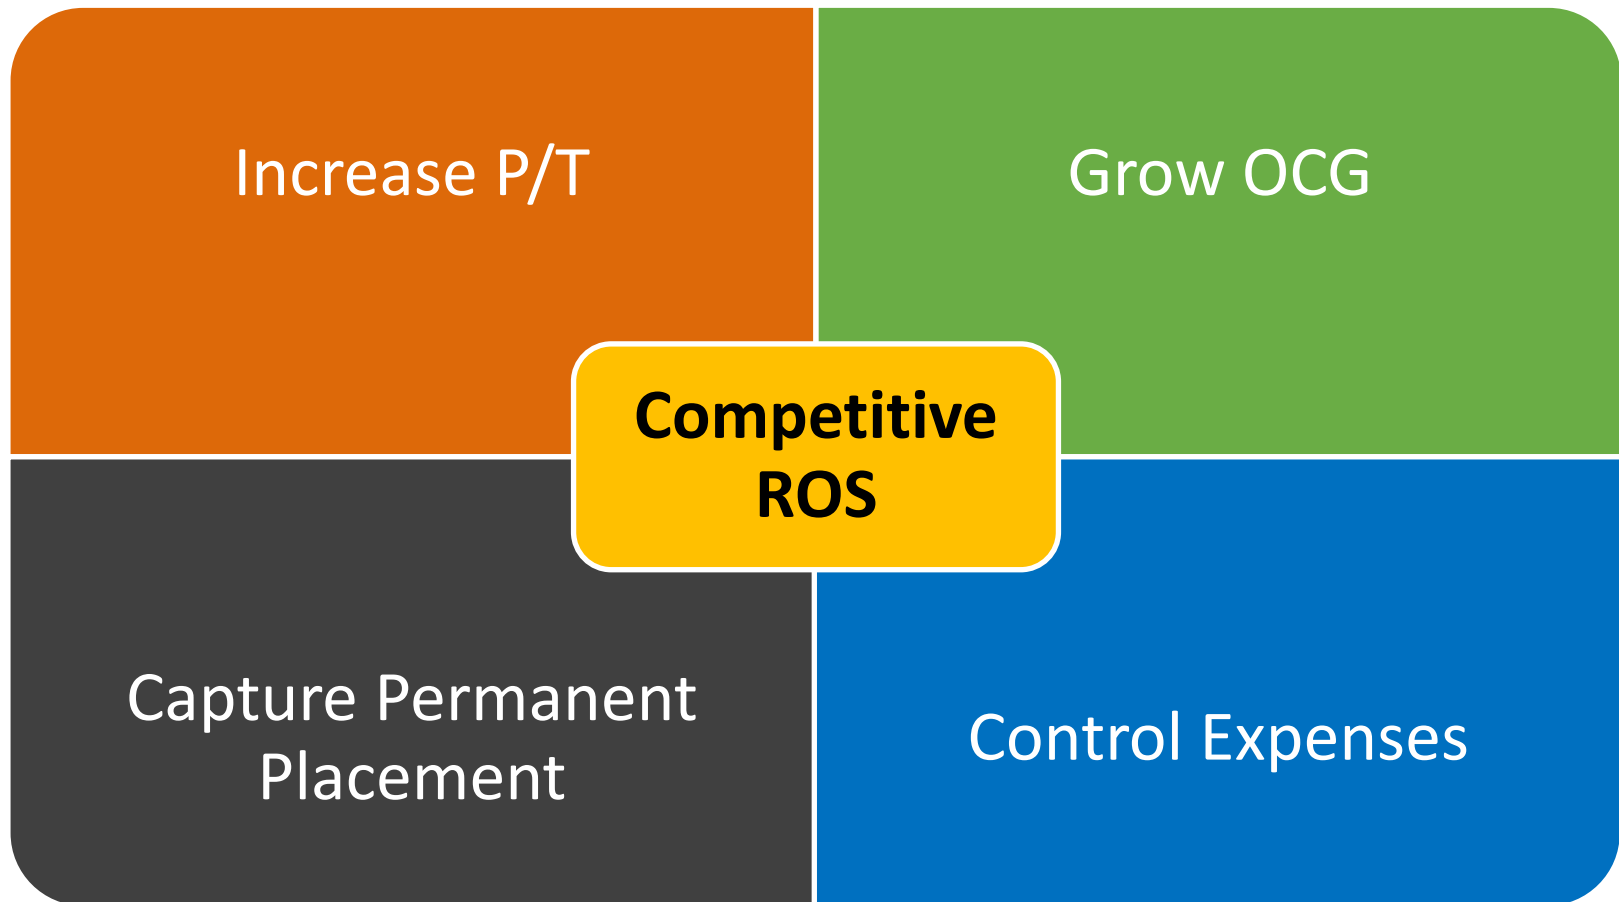 Increase P/T
Grow OCG
Competitive
ROS
Capture Permanent
Placement
Control Expenses